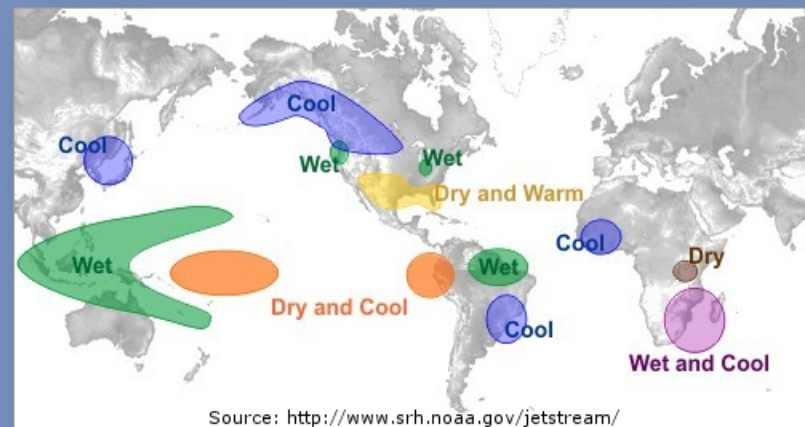 Cool
Cool
Wet
Wet
Dry and Warm
Wet
Cool
Dry
Wet
Dry and Cool
Cool
Wet and Cool
Source: http://www.srh.noaa.gov/jetstream/